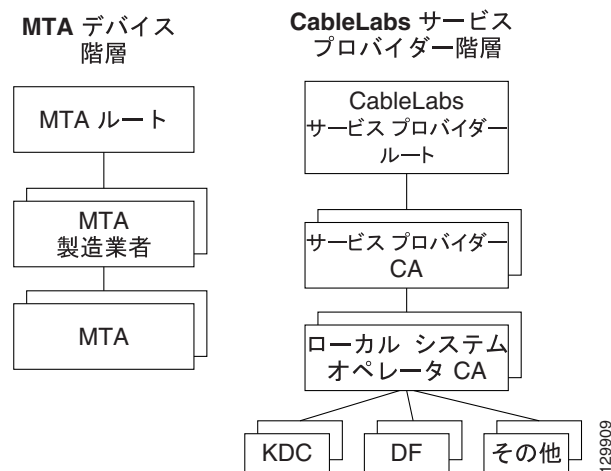 MTA デバイス
階層
MTA ルート
MTA
製造業者
MTA
CableLabs サービス
プロバイダー階層
CableLabs
サービス プロバイダー
ルート
サービス プロバイダー
CA
ローカル システム
オペレータ CA
KDC
DF
その他
129909